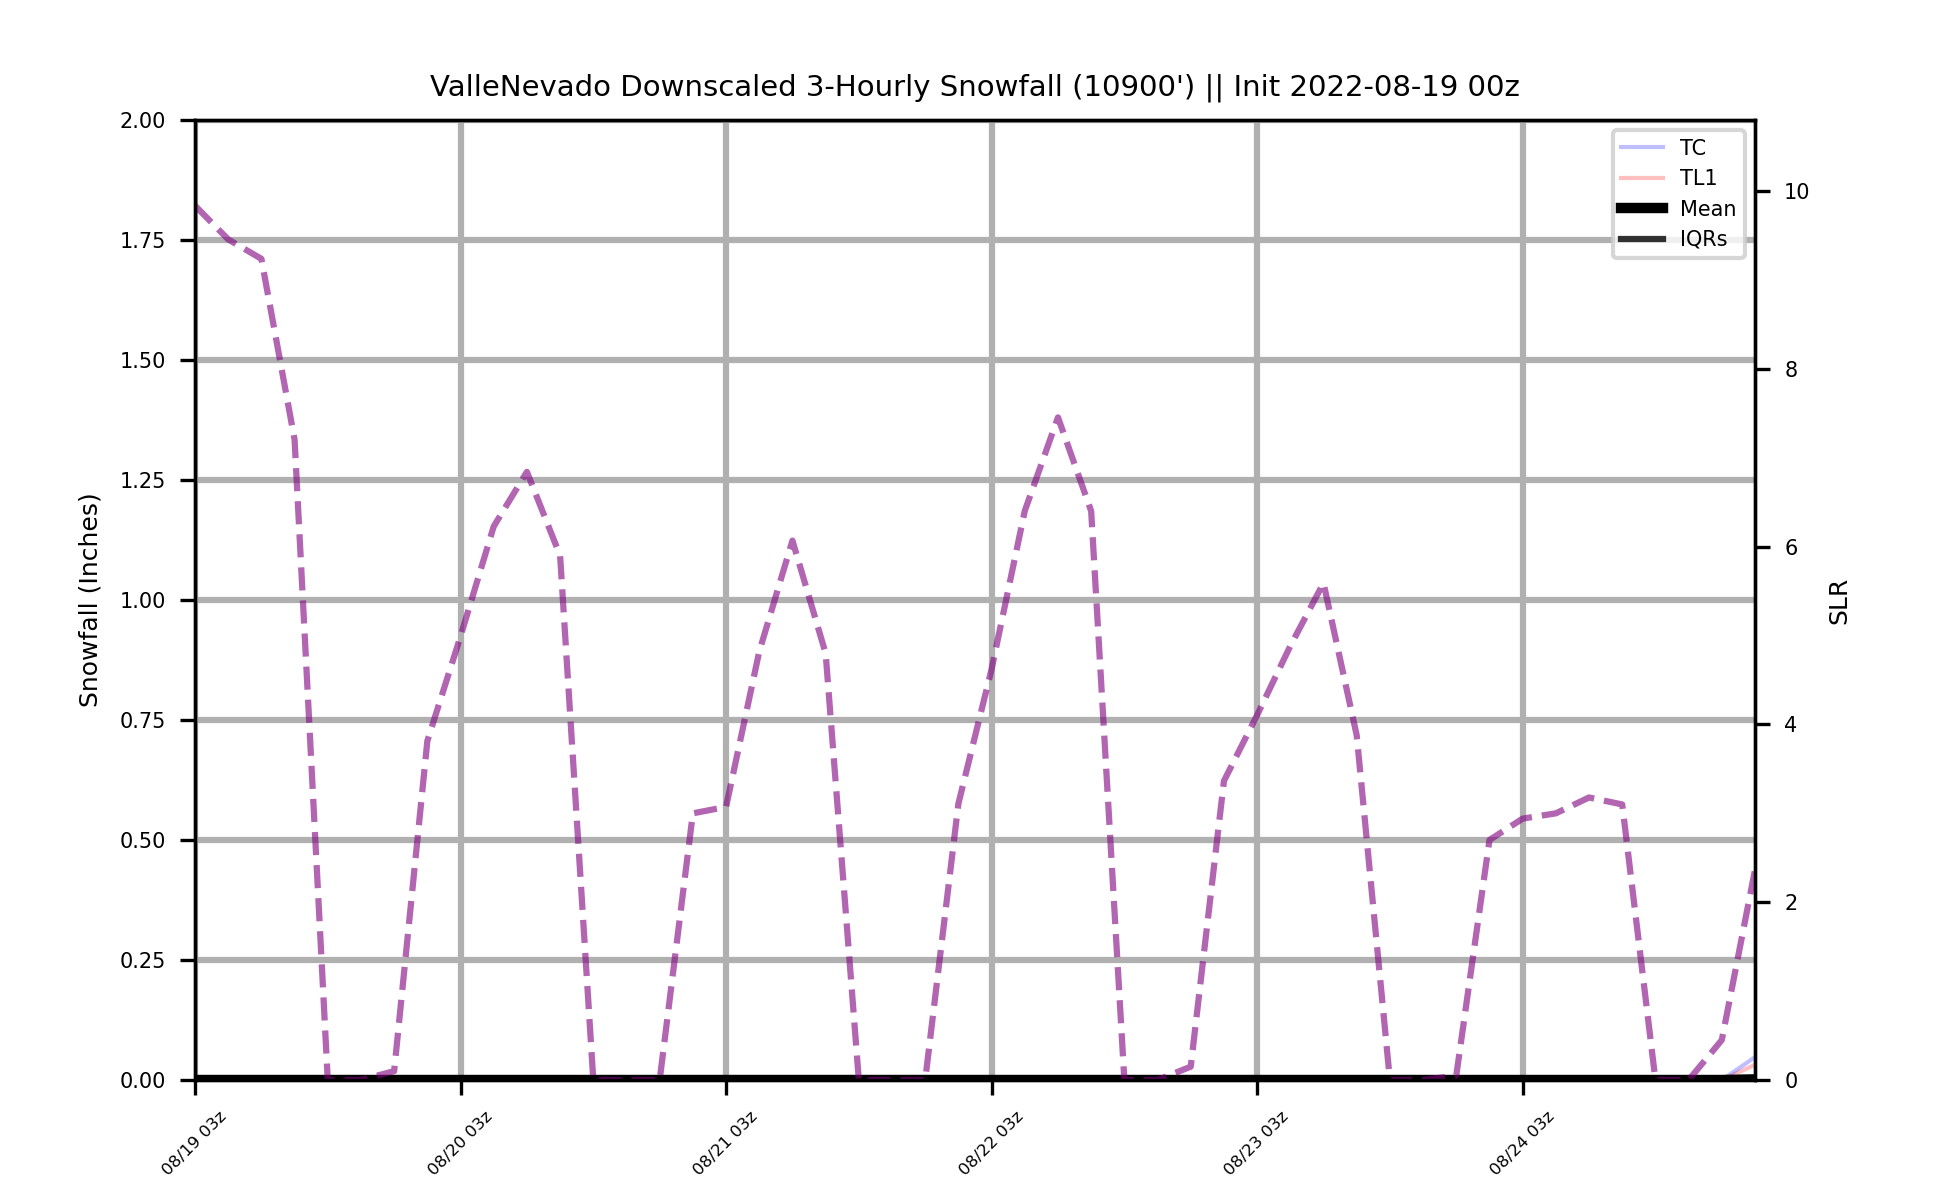 ValleNevado Downscaled 3-Hourly Snowfall (10900') || Init 2022-08-19 00z
2.00
1.75
1.50
1.25
1.00
0.75
0.50
0.25
0.00
Snowfall (Inches)
TC
TL1
Mean
IQRs
10
8
6
4
2
0
SLR
08/19 03z
08/20 03z
08/21 03z
08/22 03z
08/23 03z
08/24 03z